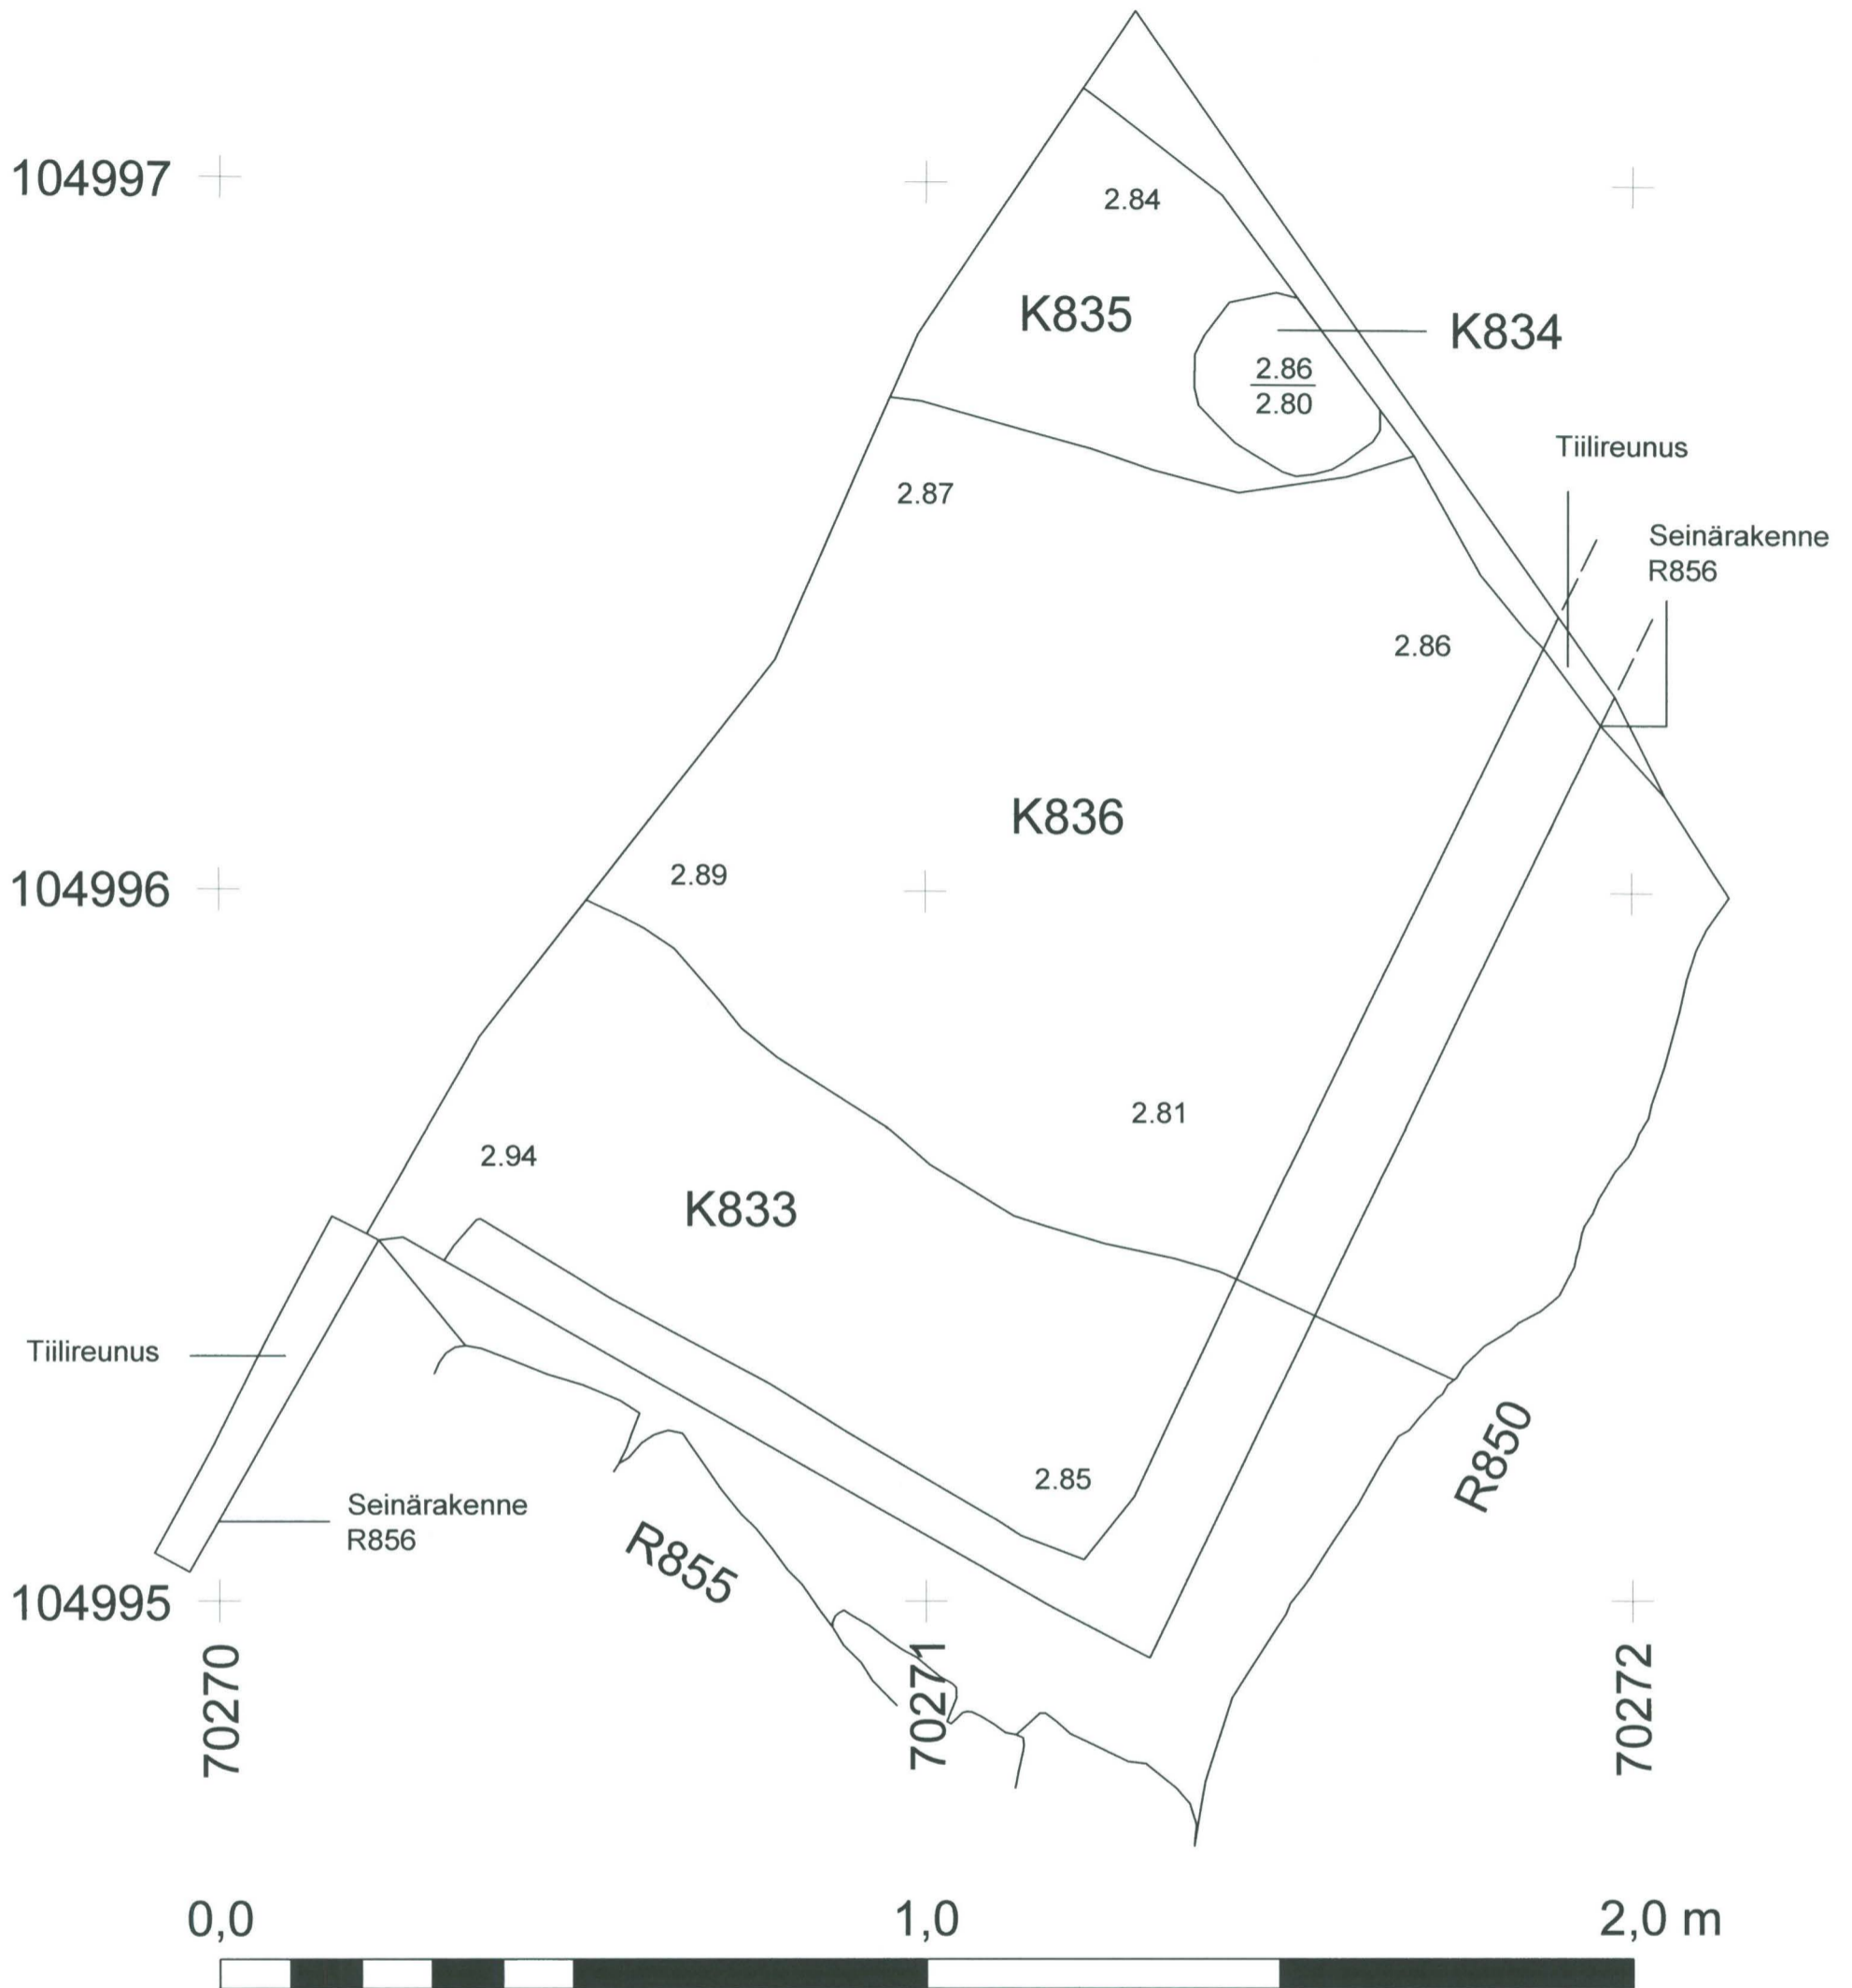 104997
2.84
K835
K834
2.86
2.80
Tiilireunus
2.87
Seinärakenne
R856
2.86
K836
2.89
104996
2.81
2.94
K833
Tiilireunus
R850
2.85
Seinärakenne
R856
R855
104995
70270
70271
70272
0,0
1,0
2,0 m